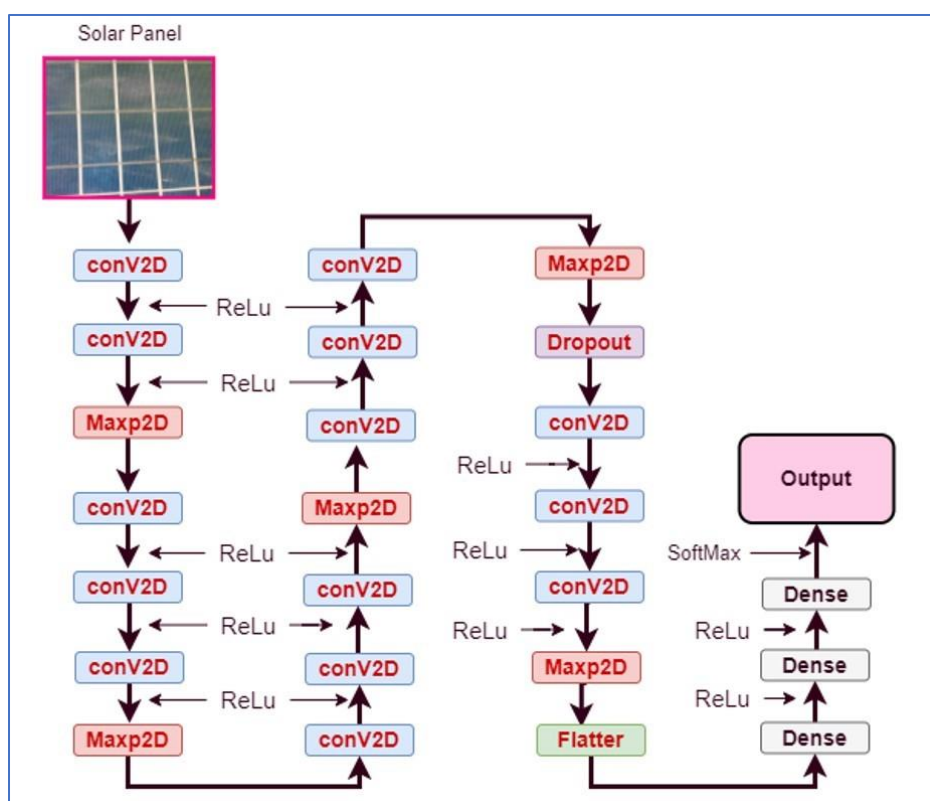 Solar Panel
conV2D
conV2D
Maxp2D
conV2D
conV2D
conV2D
Maxp2D
ReLu
ReLu
ReLu
ReLu
ReLu
conV2D
conV2D
conV2D
Maxp2D
conV2D
conV2D
conV2D
Maxp2D
Dropout
conV2D
ReLu
conV2D
ReLu
conV2D
ReLu
Maxp2D
Flatter
Output
SoftMax
Dense
ReLu
Dense
ReLu
Dense